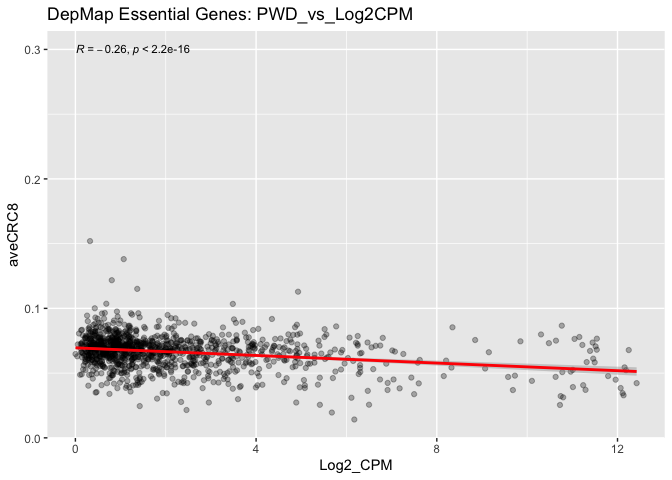 DepMap Essential Genes: PWD_vs_Log2CPM
R = −0.26, p < 2.2e-16
0.3
0.2
0.1
0.0
aveCRC8
0 4 8 12
Log2_CPM